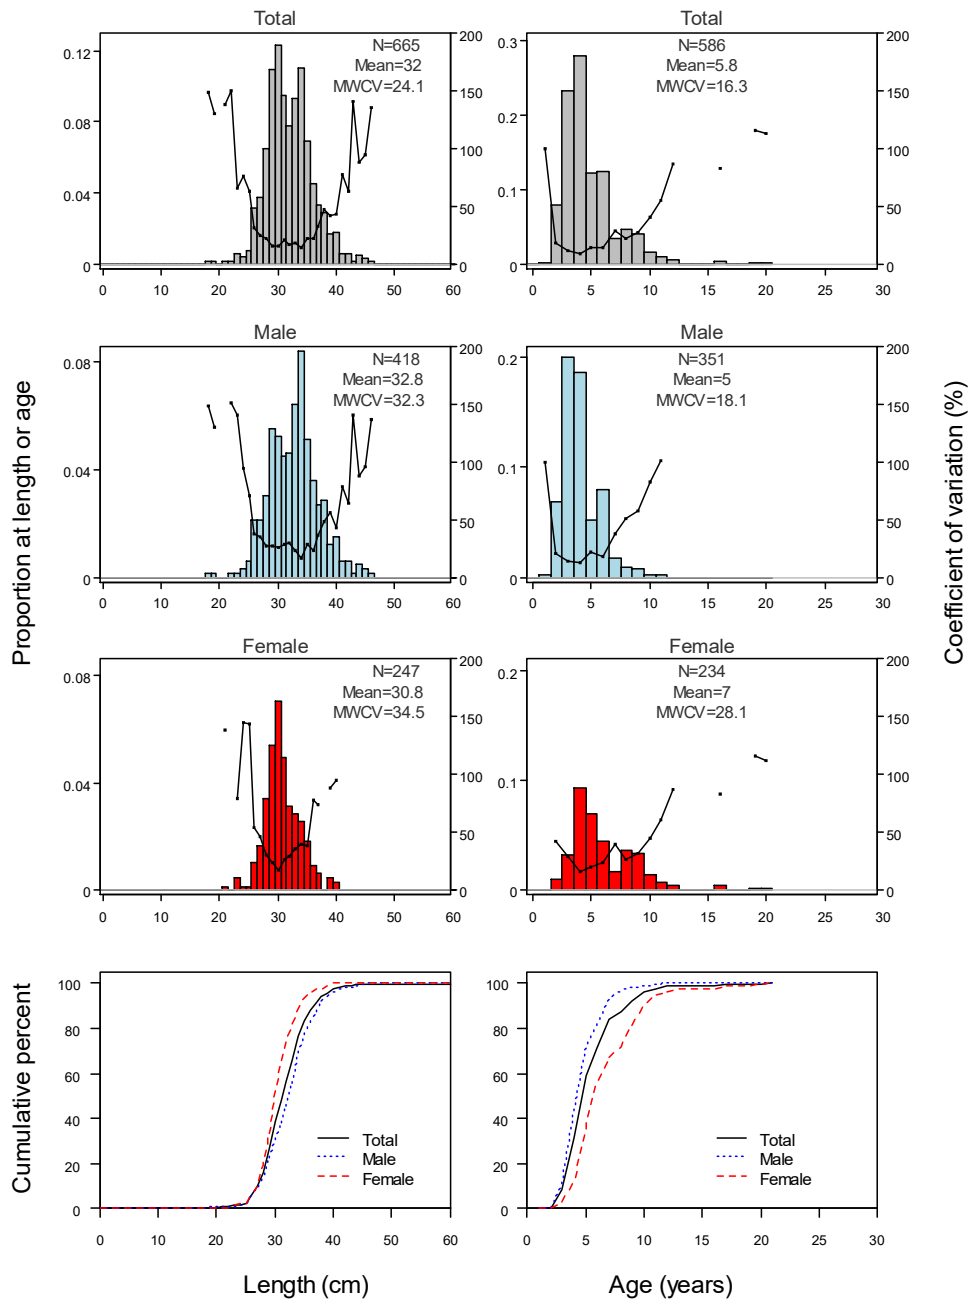 Total
Total
N=665
Mean=32
MWCV=24.1
N=586
Mean=5.8
MWCV=16.3
0.12
0.08
0.04
0
200
150
100
50
0
0.3
0.2
0.1
0
200
150
100
50
0
0 10 20 30 40 50 60
0 5 10 15 20 25 30
Male
Male
N=418
Mean=32.8
MWCV=32.3
N=351
Mean=5
MWCV=18.1
0.08
0.04
0
200
150
100
50
0
0.2
0.1
0
200
150
100
50
0
0 10 20 30 40 50 60
0 5 10 15 20 25 30
Proportion at length or age
Coefficient of variation (%)
Female
Female
N=247
Mean=30.8
MWCV=34.5
N=234
Mean=7
MWCV=28.1
0.08
0.04
0
200
150
100
50
0
0.2
0.1
0
200
150
100
50
0
0 10 20 30 40 50 60
0 5 10 15 20 25 30
Cumulative percent
100
80
60
40
20
0
100
80
60
40
20
0
Total
Male
Female
Total
Male
Female
0 10 20 30 40 50 60
0 5 10 15 20 25 30
Length (cm)
Age (years)